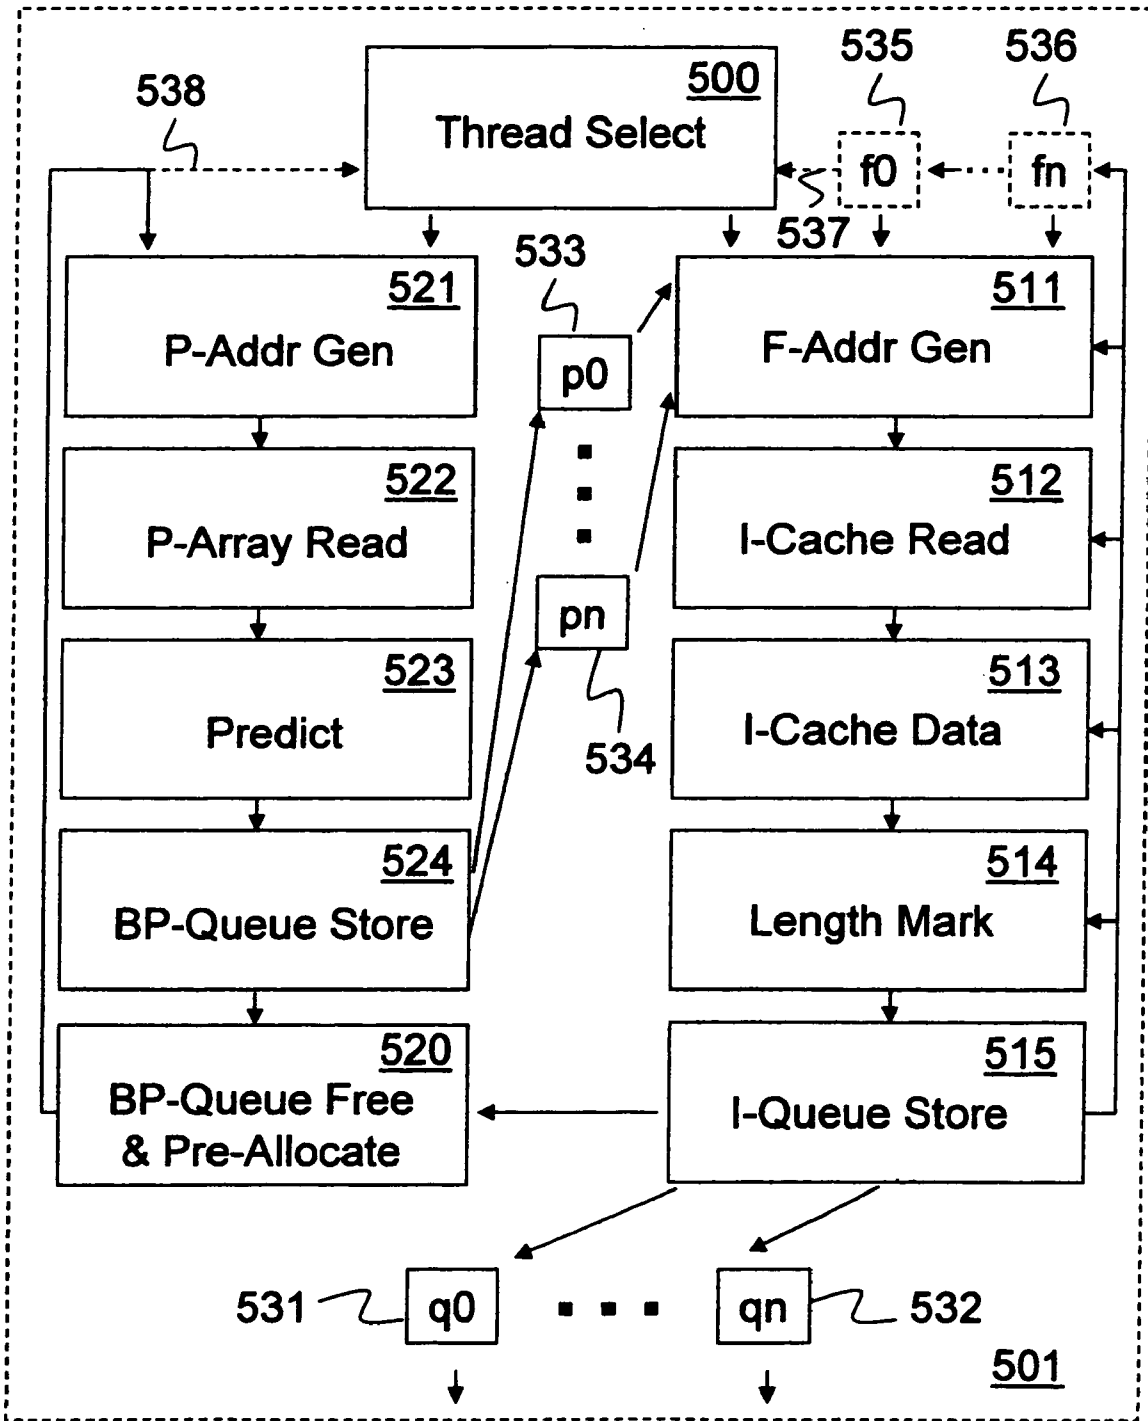 535
536
538
500
Thread Select
f0
fn
537
533
521
P-Addr Gen
511
F-Addr Gen
p0
522
P-Array Read
512
I-Cache Read
pn
523
Predict
534
513
I-Cache Data
524
BP-Queue Store
514
Length Mark
520
BP-Queue Free
& Pre-Allocate
515
I-Queue Store
531
q0
qn
532
501